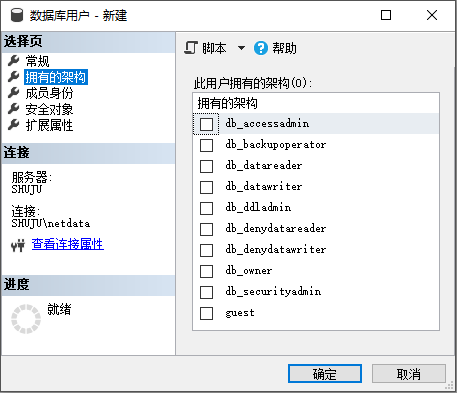 数据库用户 - 新建
选择页
常规
拥有的架构
成员身份
安全对象
扩展属性
连接
服务器:
SHUJU
连接:
SHUJU\netdata
查看连接属性
进度
就绪
脚本
帮助
此用户拥有的架构(O):
拥有的架构
db_accessadmin
db_backupoperator
db_datareader
db_datawriter
db_ddladmin
db_denydatareader
db_denydatawriter
db_owner
db_securityadmin
guest
确定
取消